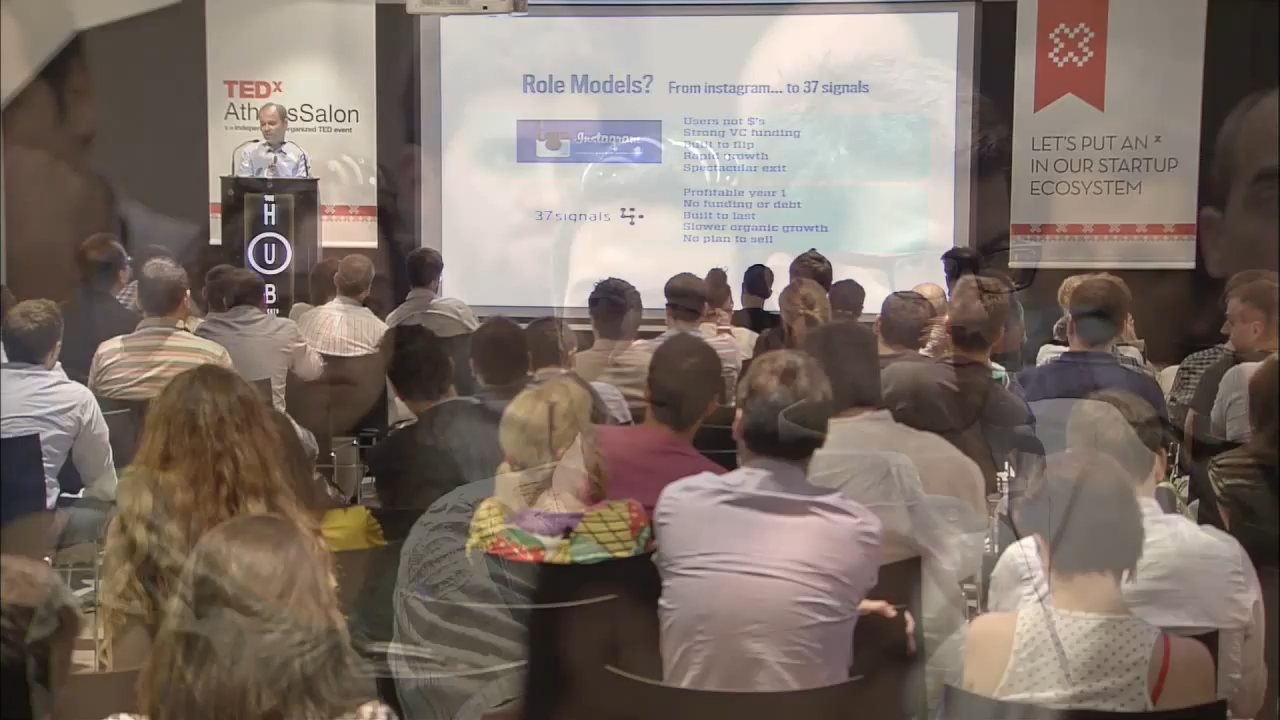 TEDx
AthensSalon
x = independently organized TED event
HUB
Role Models? From instagram... to 37 signals
Instagram
Users not $'s
Strong VC funding
Built to flip
Rapid growth
Spectacular exit
37signals
Profitable year 1
No funding or debt
Built to last
Slower organic growth
No plan to sell
LET'S PUT AN x
IN OUR STARTUP
ECOSYSTEM